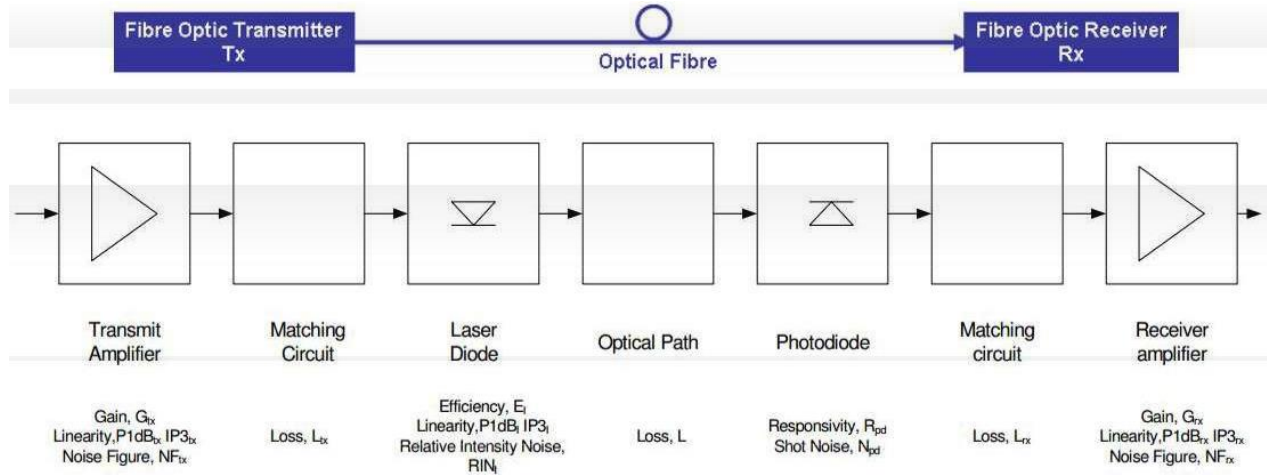 Fibre Optic Transmitter
Tx
Optical Fibre
Fibre Optic Receiver
Rx
Transmit
Amplifier
Matching
Circuit
Laser
Diode
Optical Path
Photodiode
Matching
circuit
Receiver
amplifier
Gain, Gtx
Linearity,P1dBtx IP3tx
Noise Figure, NFtx
Loss, Ltx
Efficiency, El
Linearity,P1dBl IP3l
Relative Intensity Noise,
RINl
Loss, L
Responsivity, Rpd
Shot Noise, Npd
Loss, Lrx
Gain, Grx
Linearity,P1dBrx IP3rx
Noise Figure, NFrx